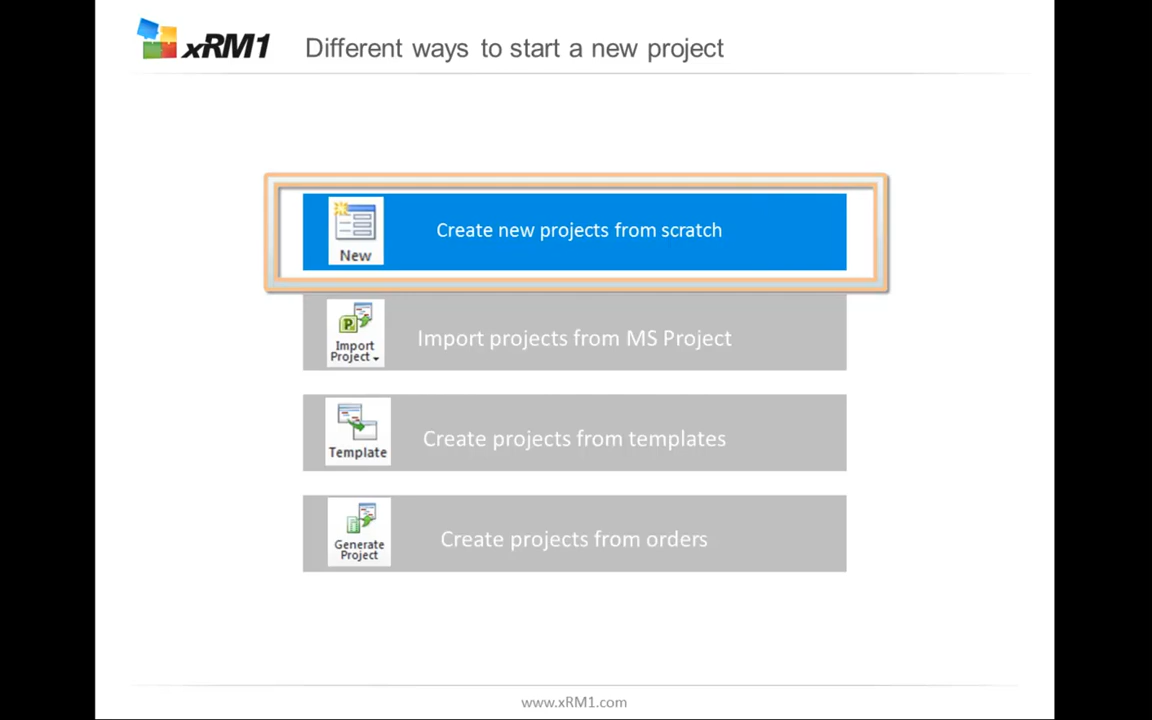 xRM1
Different ways to start a new project
New
Create new projects from scratch
Import
Project
Import projects from MS Project
Template
Create projects from templates
Generate
Project
Create projects from orders
www.xRM1.com